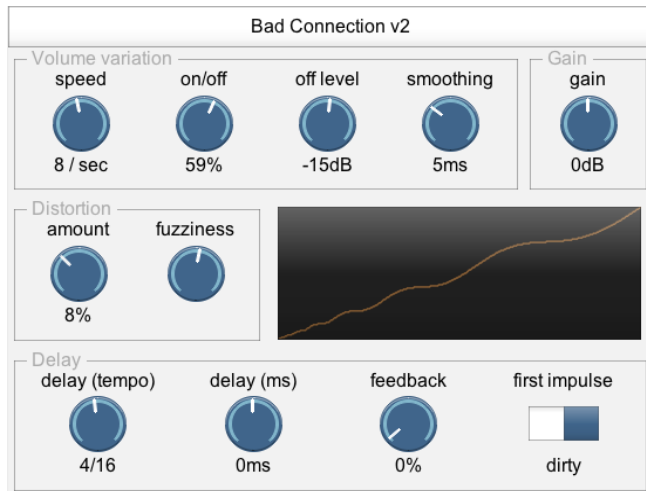 Bad Connection v2
Volume variation
speed on/off off level smoothing
8 / sec 59% -15dB 5ms
Gain
gain
0dB
Distortion
amount fuzziness
8%
Delay
delay (tempo) delay (ms) feedback first impulse
4/16 0ms 0% dirty